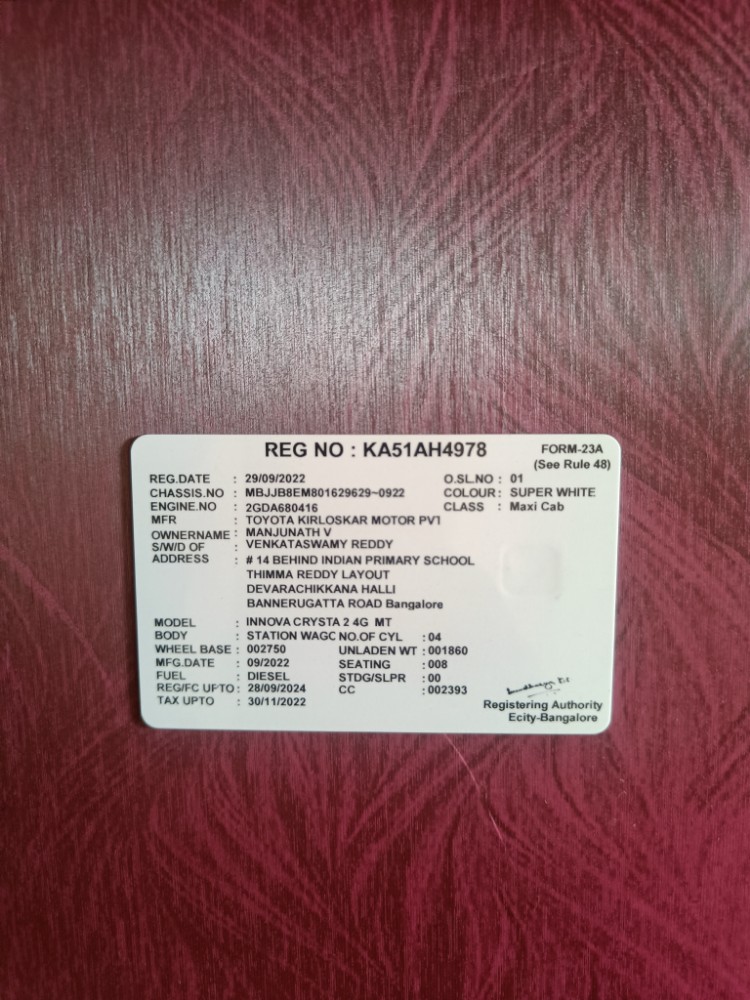 REG NO : KA51AH4978 FORM-23A
(See Rule 48)
REG.DATE : 29/09/2022 O.SL.NO : 01
CHASSIS.NO : MBJJB8EM801629629~0922 COLOUR : SUPER WHITE
ENGINE.NO : 2GDA680416 CLASS : Maxi Cab
MFR : TOYOTA KIRLOSKAR MOTOR PVT
OWNERNAME : MANJUNATH V
S/W/D OF : VENKATASWAMY REDDY
ADDRESS : # 14 BEHIND INDIAN PRIMARY SCHOOL
THIMMA REDDY LAYOUT
DEVARACHIKKANA HALLI
BANNERUGATTA ROAD Bangalore
MODEL : INNOVA CRYSTA 2 4G MT
BODY : STATION WAGC NO.OF CYL : 04
WHEEL BASE : 002750 UNLADEN WT : 001860
MFG.DATE : 09/2022 SEATING : 008
FUEL : DIESEL STDG/SLPR : 00
REG/FC UPTO : 28/09/2024 CC : 002393
TAX UPTO : 30/11/2022
Registering Authority
Ecity-Bangalore